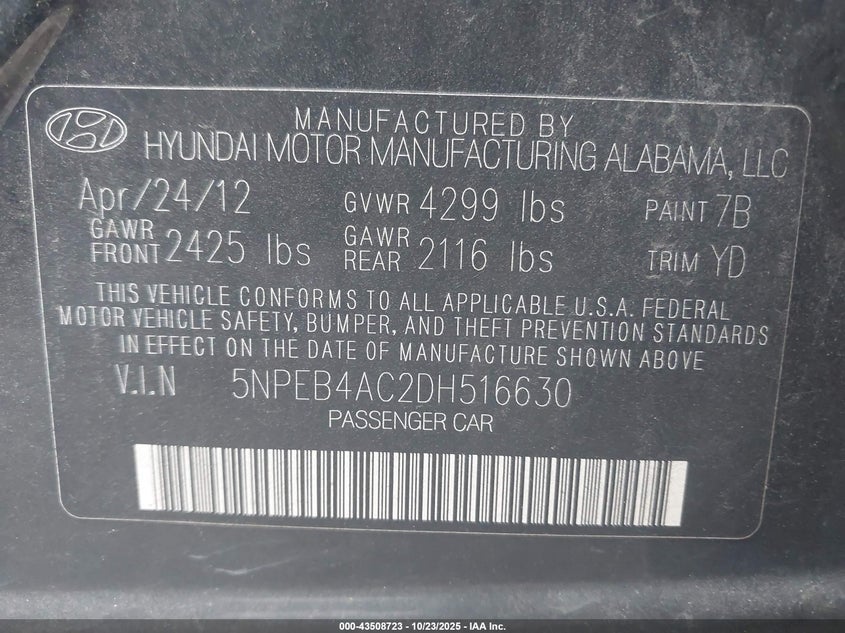 MANUFACTURED BY
HYUNDAI MOTOR MANUFACTURING ALABAMA, LLC
Apr/24/12 GVWR 4299 lbs PAINT 7B
GAWR FRONT 2425 lbs GAWR REAR 2116 lbs TRIM YD
THIS VEHICLE CONFORMS TO ALL APPLICABLE U.S.A. FEDERAL
MOTOR VEHICLE SAFETY, BUMPER, AND THEFT PREVENTION STANDARDS
IN EFFECT ON THE DATE OF MANUFACTURE SHOWN ABOVE
V.I.N 5NPEB4AC2DH516630
PASSENGER CAR
000-43508723 - 10/23/2025 - IAA Inc.